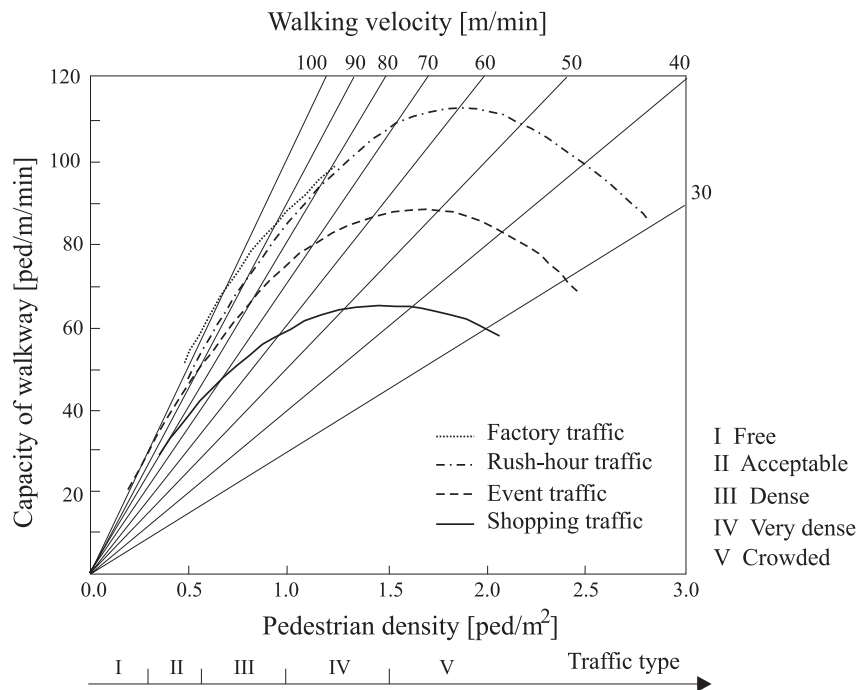 Walking velocity [m/min]
100 90 80 70 60 50 40
30
Capacity of walkway [ped/m/min]
120
100
80
60
40
20
Factory traffic
Rush-hour traffic
Event traffic
Shopping traffic
I Free
II Acceptable
III Dense
IV Very dense
V Crowded
0.0 0.5 1.0 1.5 2.0 2.5 3.0
Pedestrian density [ped/m²]
I II III IV V Traffic type